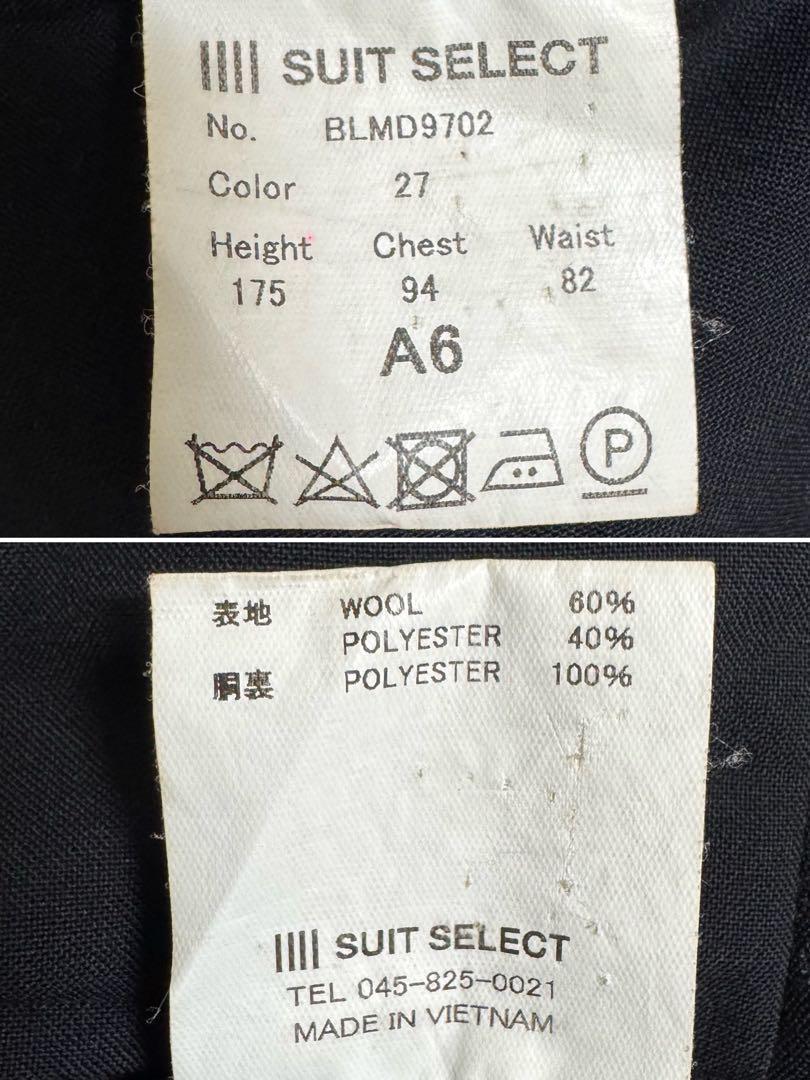 SUIT SELECT
No. BLMD9702
Color 27
Height Chest Waist
175 94 82
A6
P
表地 WOOL 60%
POLYESTER 40%
胴裏 POLYESTER 100%
SUIT SELECT
TEL 045-825-0021
MADE IN VIETNAM